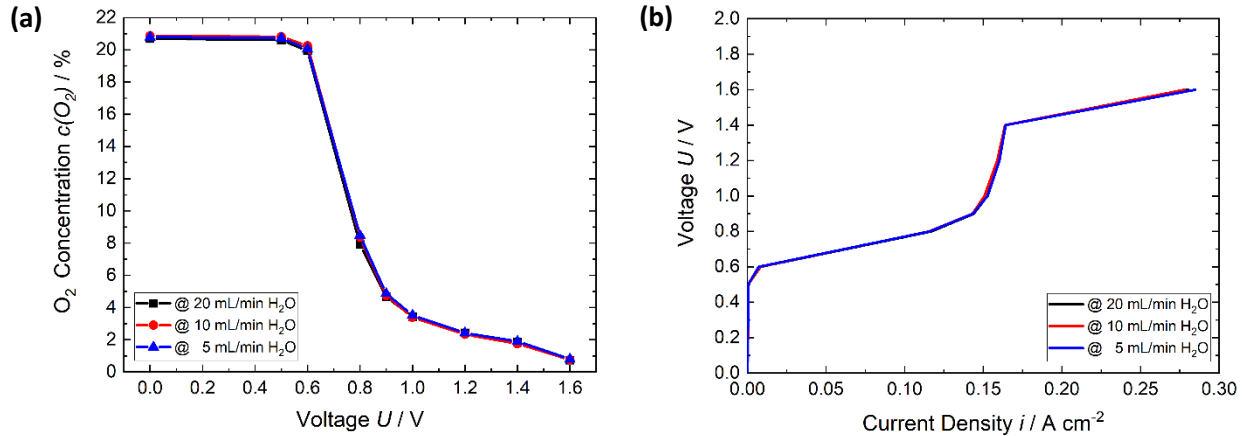 (a)
O₂ Concentration c(O₂) / %
22
20
18
16
14
12
10
8
6
4
2
0
@ 20 mL/min H₂O
@ 10 mL/min H₂O
@ 5 mL/min H₂O
0.0 0.2 0.4 0.6 0.8 1.0 1.2 1.4 1.6
Voltage U / V
(b)
Voltage U / V
2.0
1.8
1.6
1.4
1.2
1.0
0.8
0.6
0.4
0.2
0.0
@ 20 mL/min H₂O
@ 10 mL/min H₂O
@ 5 mL/min H₂O
0.00 0.05 0.10 0.15 0.20 0.25 0.30
Current Density i / A cm⁻²